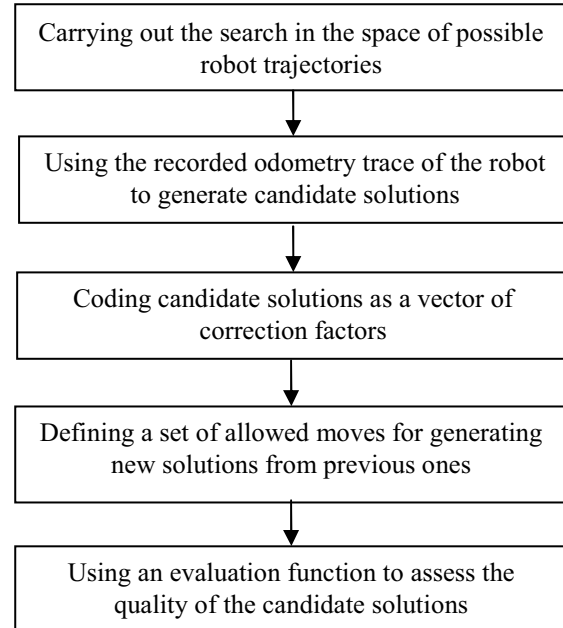 Carrying out the search in the space of possible
robot trajectories
Using the recorded odometry trace of the robot
to generate candidate solutions
Coding candidate solutions as a vector of
correction factors
Defining a set of allowed moves for generating
new solutions from previous ones
Using an evaluation function to assess the
quality of the candidate solutions